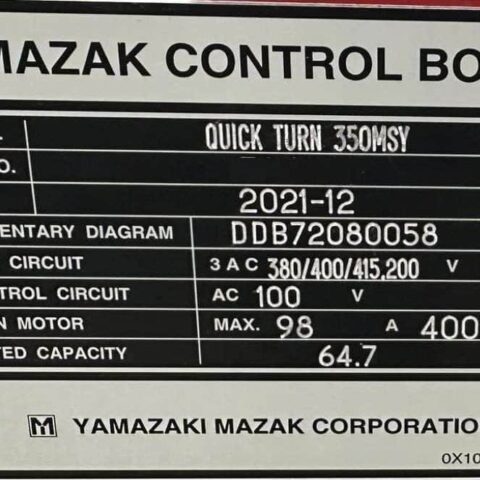 MAZAK CONTROL BO
QUICK TURN 350MSY
O.
2021-12
ENTARY DIAGRAM DDB72080058
CIRCUIT 3 AC 380/400/415,200 V
TROL CIRCUIT AC 100 V
N MOTOR MAX. 98 A 400
TED CAPACITY 64.7
M YAMAZAKI MAZAK CORPORATIO
0X10